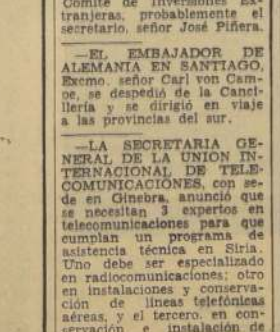 Comité de Inversiones Ex-
tranjeras, probablemente el
secretario, señor José Piñera.
—EL EMBAJADOR DE
ALEMANIA EN SANTIAGO,
Excmo. señor Carl von Cam-
pe, se despidió de la Canci-
llería y se dirigió en viaje
a las provincias del sur.
—LA SECRETARIA GE-
NERAL DE LA UNION IN-
TERNACIONAL DE TELE-
COMUNICACIONES, con se-
de en Ginebra, anunció que
se necesitan 3 expertos en
telecomunicaciones para que
cumplan un programa de
asistencia técnica en Siria.
Uno debe ser especializado
en radiocomunicaciones; otro
en instalaciones y conserva-
ción de líneas telefónicas
aéreas, y el tercero, en con-
servación e instalación de